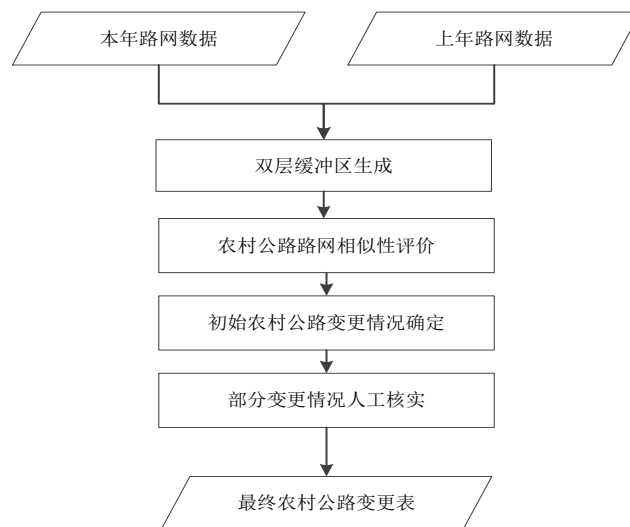 本年路网数据
上年路网数据
双层缓冲区生成
农村公路路网相似性评价
初始农村公路变更情况确定
部分变更情况人工核实
最终农村公路变更表